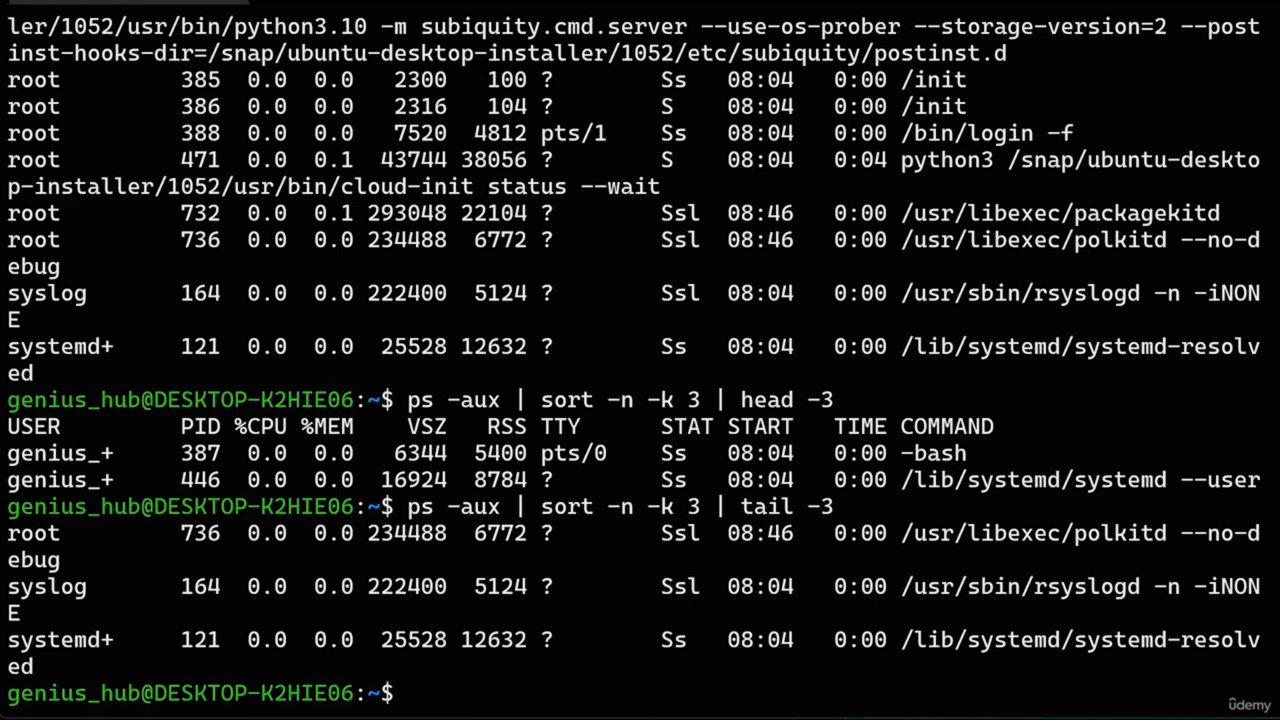 ler/1052/usr/bin/python3.10 -m subiquity.cmd.server --use-os-prober --storage-version=2 --post
inst-hooks-dir=/snap/ubuntu-desktop-installer/1052/etc/subiquity/postinst.d
root         385  0.0  0.0   2300   100 ?        Ss   08:04   0:00 /init
root         386  0.0  0.0   2316   104 ?        S    08:04   0:00 /init
root         388  0.0  0.0   7520  4812 pts/1    Ss   08:04   0:00 /bin/login -f
root         471  0.0  0.1  43744 38056 ?        S    08:04   0:04 python3 /snap/ubuntu-deskto
p-installer/1052/usr/bin/cloud-init status --wait
root         732  0.0  0.1 293048 22104 ?        Ssl  08:46   0:00 /usr/libexec/packagekitd
root         736  0.0  0.0 234488  6772 ?        Ssl  08:46   0:00 /usr/libexec/polkitd --no-d
ebug
syslog       164  0.0  0.0 222400  5124 ?        Ssl  08:04   0:00 /usr/sbin/rsyslogd -n -iNON
E
systemd+     121  0.0  0.0  25528 12632 ?        Ss   08:04   0:00 /lib/systemd/systemd-resolv
ed
genius_hub@DESKTOP-K2HIE06:~$ ps -aux | sort -n -k 3 | head -3
USER         PID %CPU %MEM    VSZ   RSS TTY      STAT START   TIME COMMAND
genius_+     387  0.0  0.0   6344  5400 pts/0    Ss   08:04   0:00 -bash
genius_+     446  0.0  0.0  16924  8784 ?        Ss   08:04   0:00 /lib/systemd/systemd --user
genius_hub@DESKTOP-K2HIE06:~$ ps -aux | sort -n -k 3 | tail -3
root         736  0.0  0.0 234488  6772 ?        Ssl  08:46   0:00 /usr/libexec/polkitd --no-d
ebug
syslog       164  0.0  0.0 222400  5124 ?        Ssl  08:04   0:00 /usr/sbin/rsyslogd -n -iNON
E
systemd+     121  0.0  0.0  25528 12632 ?        Ss   08:04   0:00 /lib/systemd/systemd-resolv
ed
genius_hub@DESKTOP-K2HIE06:~$
ûdemy